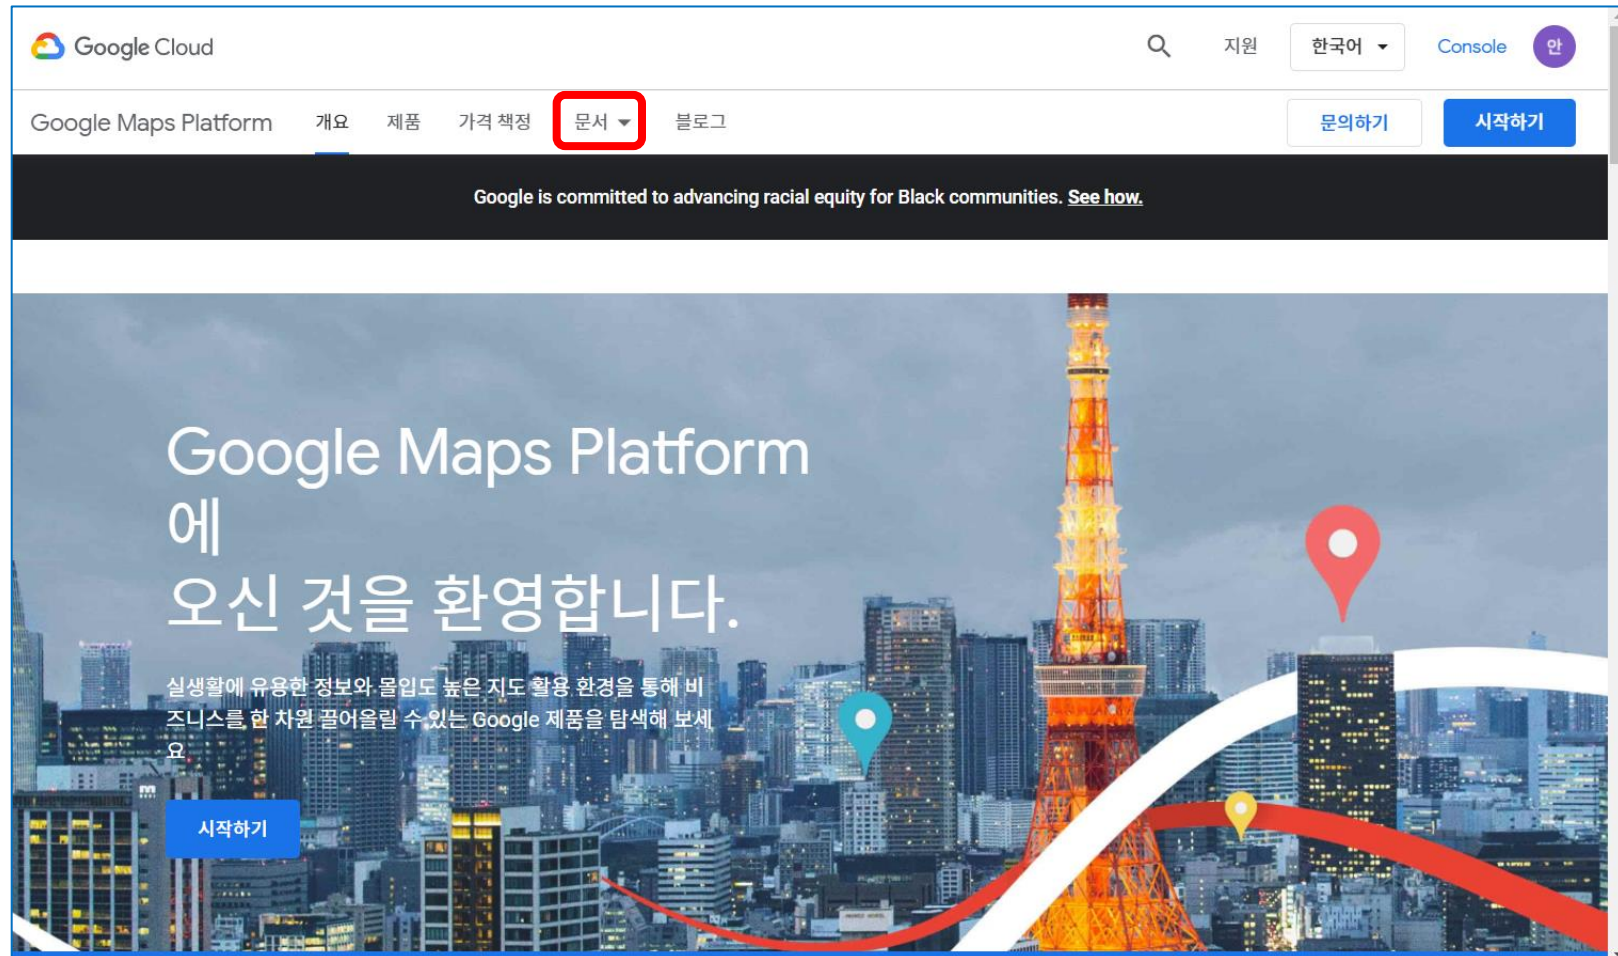 Google Cloud
지원
한국어
Console
안
Google Maps Platform
개요
제품
가격 책정
문서
블로그
문의하기
시작하기
Google is committed to advancing racial equity for Black communities. See how.
Google Maps Platform
에
오신 것을 환영합니다.
실생활에 유용한 정보와 몰입도 높은 지도 활용 환경을 통해 비
즈니스를 한 차원 끌어올릴 수 있는 Google 제품을 탐색해 보세
요.
시작하기